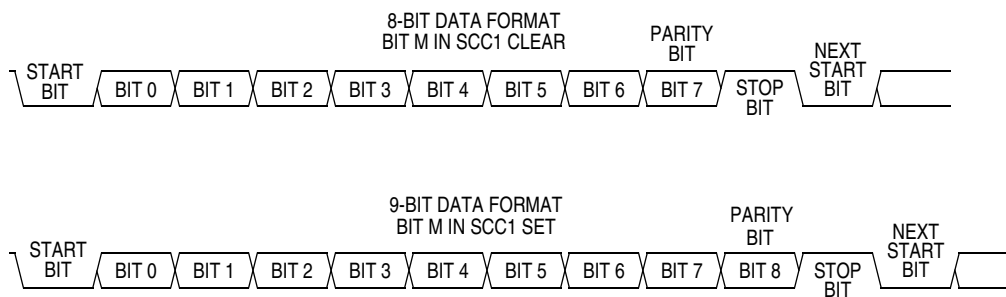 8-BIT DATA FORMAT
BIT M IN SCC1 CLEAR
PARITY
BIT
START
BIT
BIT 0
BIT 1
BIT 2
BIT 3
BIT 4
BIT 5
BIT 6
BIT 7
STOP
BIT
NEXT
START
BIT
9-BIT DATA FORMAT
BIT M IN SCC1 SET
PARITY
BIT
START
BIT
BIT 0
BIT 1
BIT 2
BIT 3
BIT 4
BIT 5
BIT 6
BIT 7
BIT 8
STOP
BIT
NEXT
START
BIT